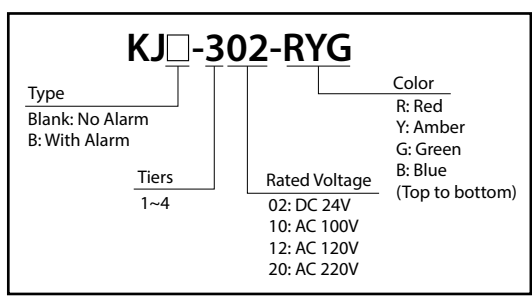 KJ□-302-RYG
Type
Blank: No Alarm
B: With Alarm
Tiers
1~4
Rated Voltage
02: DC 24V
10: AC 100V
12: AC 120V
20: AC 220V
Color
R: Red
Y: Amber
G: Green
B: Blue
(Top to bottom)